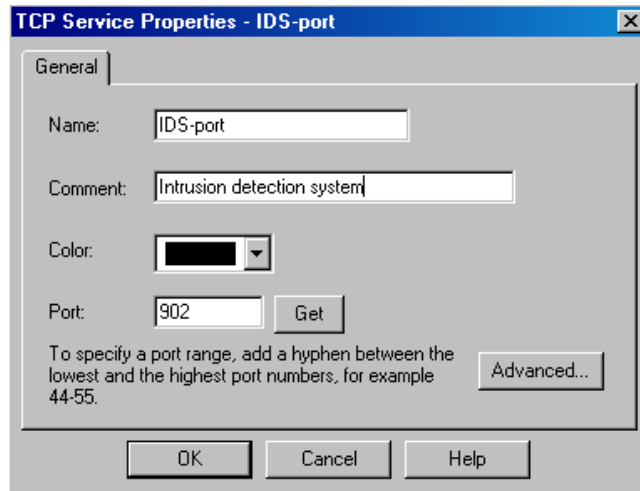 TCP Service Properties - IDS-port
General
Name: IDS-port
Comment: Intrusion detection system
Color:
Port: 902 Get
To specify a port range, add a hyphen between the
lowest and the highest port numbers, for example
44-55.
Advanced...
OK Cancel Help